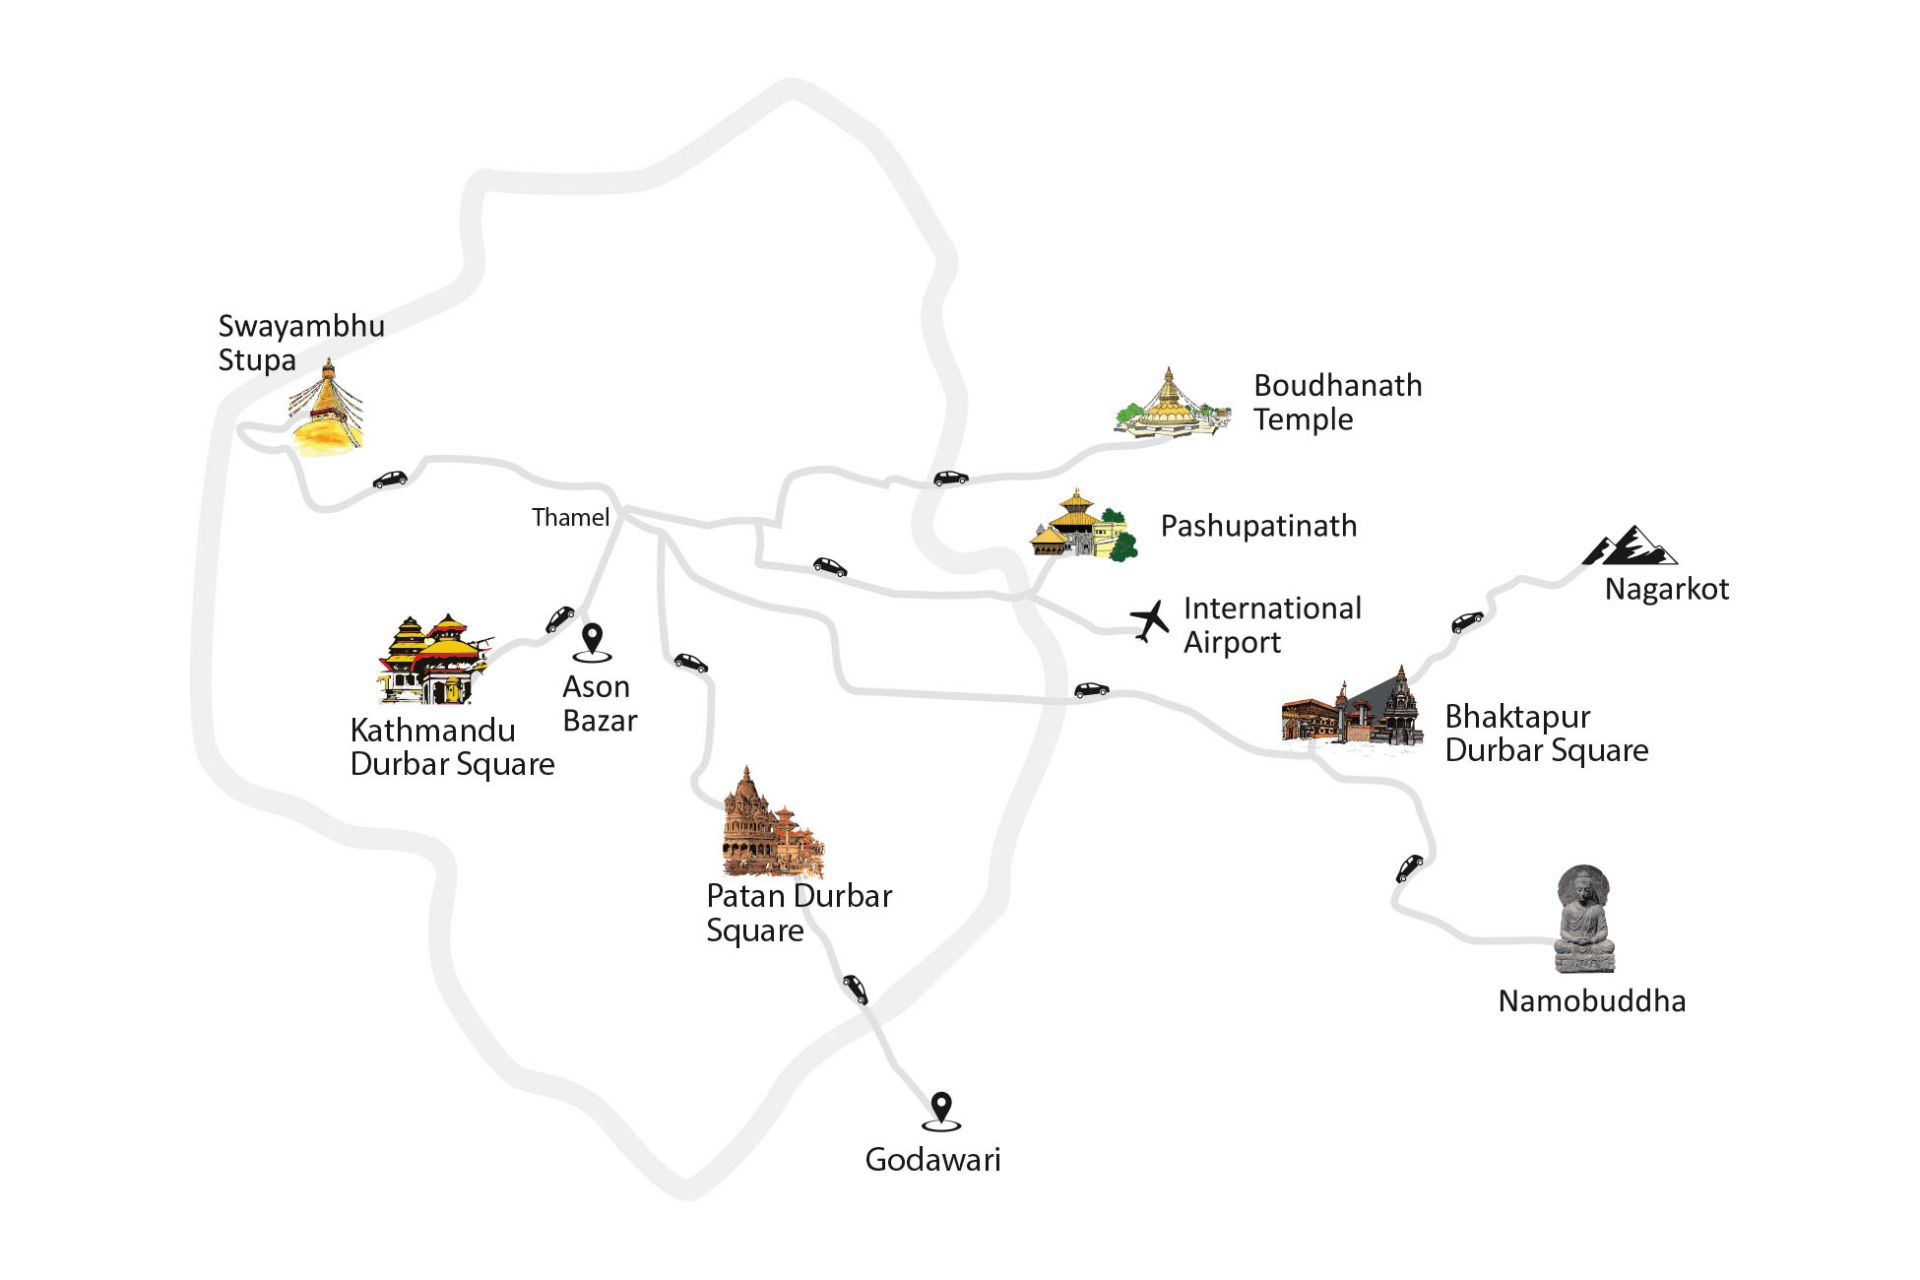 Swayambhu
Stupa
Boudhanath
Temple
Thamel
Pashupatinath
Nagarkot
International
Airport
Ason
Bazar
Kathmandu
Durbar Square
Bhaktapur
Durbar Square
Patan Durbar
Square
Namobuddha
Godawari